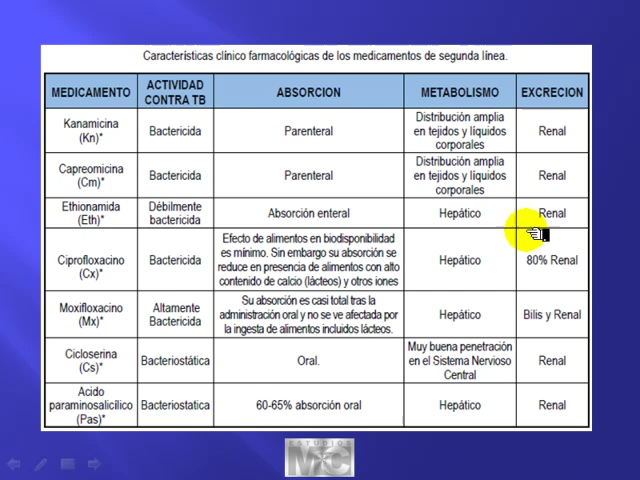 Características clínico farmacológicas de los medicamentos de segunda línea.
MEDICAMENTO
ACTIVIDAD
CONTRA TB
ABSORCION
METABOLISMO
EXCRECION
Kanamicina
(Kn)*
Bactericida
Parenteral
Distribución amplia
en tejidos y líquidos
corporales
Renal
Capreomicina
(Cm)*
Bactericida
Parenteral
Distribución amplia
en tejidos y líquidos
corporales
Renal
Ethionamida
(Eth)*
Débilmente
bactericida
Absorción enteral
Hepático
Renal
Ciprofloxacino
(Cx)*
Bactericida
Efecto de alimentos en biodisponibilidad
es mínimo. Sin embargo su absorción se
reduce en presencia de alimentos con alto
contenido de calcio (lácteos) y otros iones
Hepático
80% Renal
Moxifloxacino
(Mx)*
Altamente
Bactericida
Su absorción es casi total tras la
administración oral y no se ve afectada por
la ingesta de alimentos incluidos lácteos.
Hepático
Bilis y Renal
Cicloserina
(Cs)*
Bacteriostática
Oral.
Muy buena penetración
en el Sistema Nervioso
Central
Renal
Acido
paraminosalicílico
(Pas)*
Bacteriostatica
60-65% absorción oral
Hepático
Renal
ESTUDIOS
MC